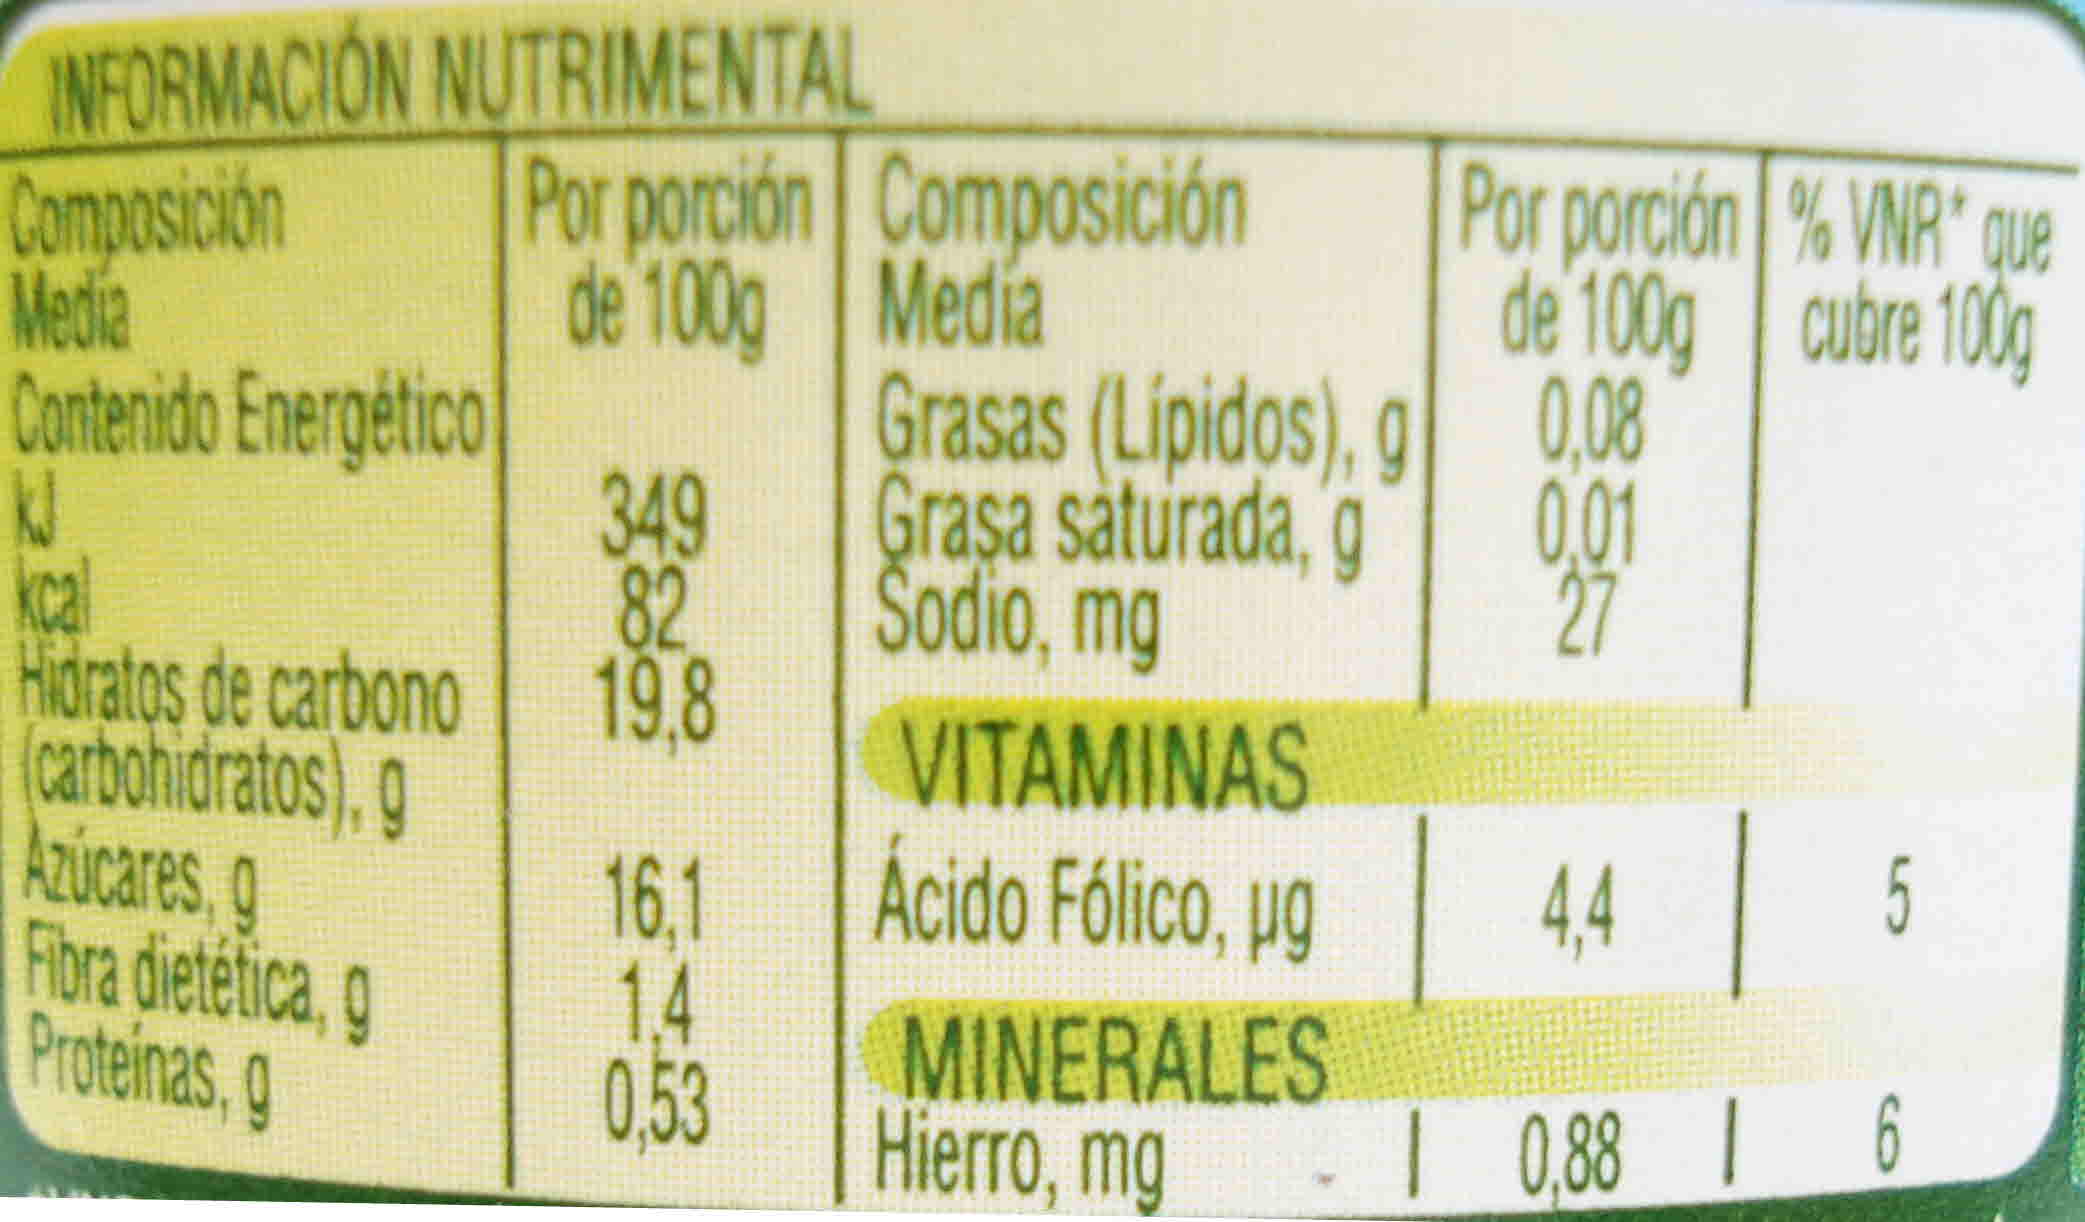 INFORMACIÓN NUTRIMENTAL
Composición Por porción
Media de 100g
Contenido Energético
kJ 349
kcal 82
Hidratos de carbono 19,8
(carbohidratos), g
Azúcares, g 16,1
Fibra dietética, g 1,4
Proteínas, g 0,53
Composición Por porción % VNR* que
Media de 100g cubre 100g
Grasas (Lípidos), g 0,08
Grasa saturada, g 0,01
Sodio, mg 27
VITAMINAS
Ácido Fólico, µg 4,4 5
MINERALES
Hierro, mg 0,88 6